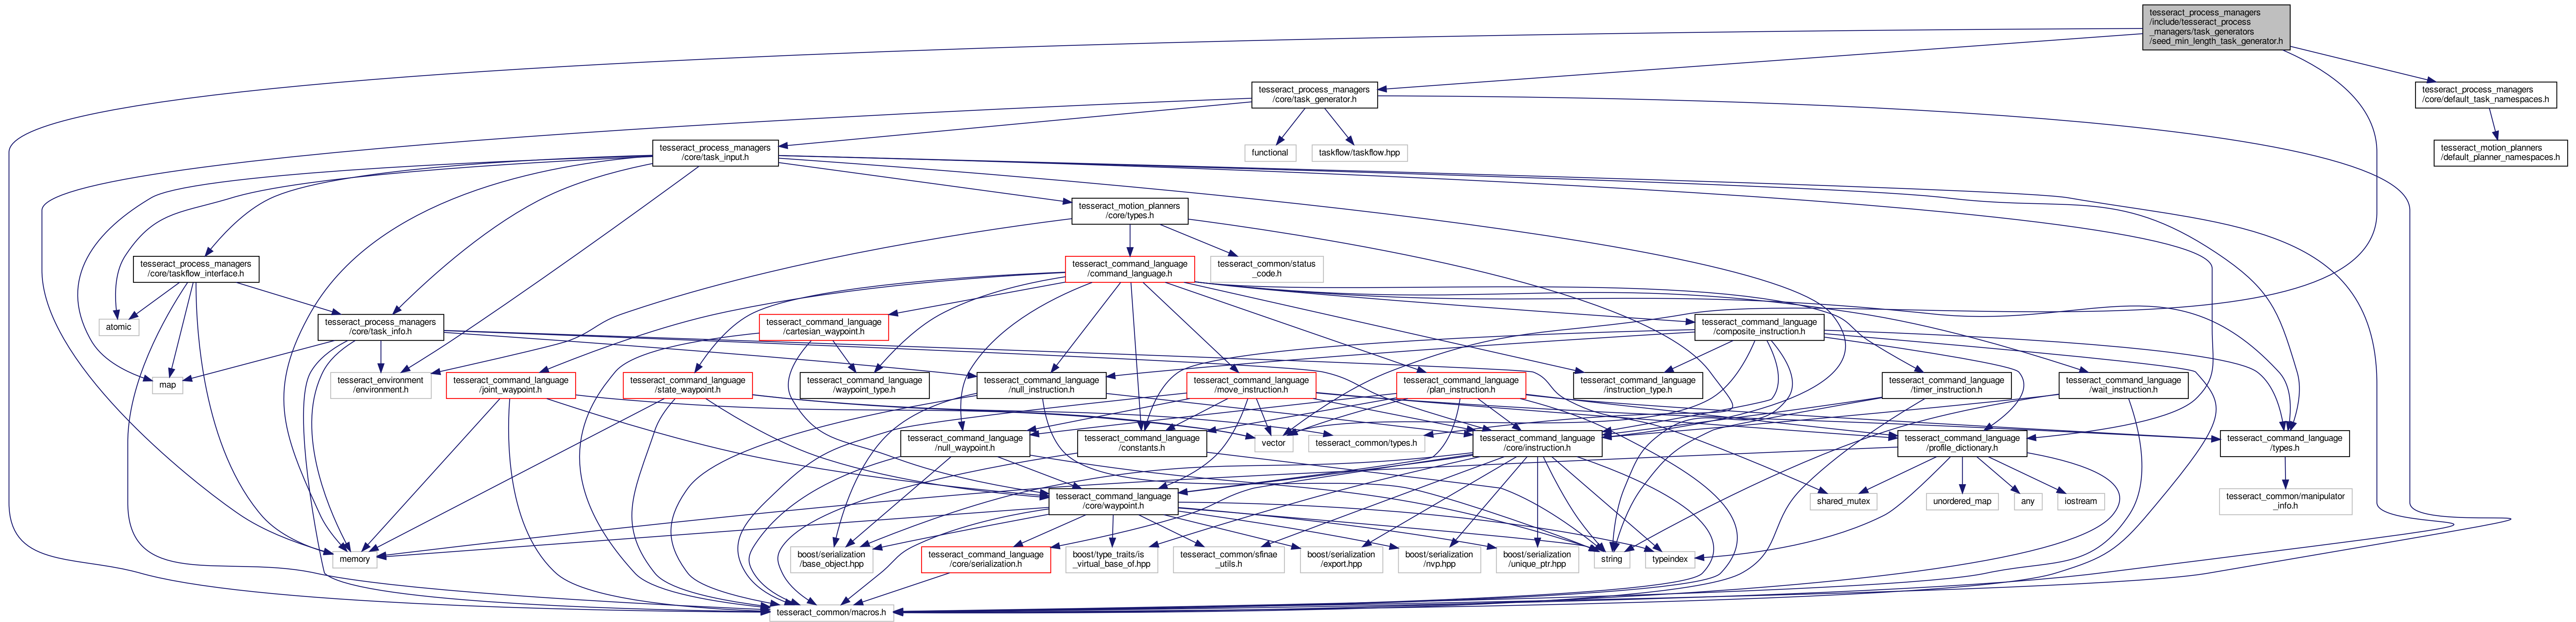 tesseract_process_managers
/include/tesseract_process
_managers/task_generators
/seed_min_length_task_generator.h
tesseract_process_managers
/core/task_generator.h
tesseract_process_managers
/core/default_task_namespaces.h
tesseract_process_managers
/core/task_input.h
functional
taskflow/taskflow.hpp
tesseract_motion_planners
/default_planner_namespaces.h
tesseract_motion_planners
/core/types.h
tesseract_process_managers
/core/taskflow_interface.h
tesseract_command_language
/command_language.h
tesseract_common/status
_code.h
atomic
tesseract_process_managers
/core/task_info.h
tesseract_command_language
/cartesian_waypoint.h
tesseract_command_language
/composite_instruction.h
map
tesseract_environment
/environment.h
tesseract_command_language
/joint_waypoint.h
tesseract_command_language
/state_waypoint.h
tesseract_command_language
/waypoint_type.h
tesseract_command_language
/null_instruction.h
tesseract_command_language
/move_instruction.h
tesseract_command_language
/plan_instruction.h
tesseract_command_language
/instruction_type.h
tesseract_command_language
/timer_instruction.h
tesseract_command_language
/wait_instruction.h
tesseract_command_language
/null_waypoint.h
tesseract_command_language
/constants.h
vector
tesseract_common/types.h
tesseract_command_language
/core/instruction.h
tesseract_command_language
/profile_dictionary.h
tesseract_command_language
/types.h
tesseract_command_language
/core/waypoint.h
shared_mutex
unordered_map
any
iostream
tesseract_common/manipulator
_info.h
memory
boost/serialization
/base_object.hpp
tesseract_command_language
/core/serialization.h
boost/type_traits/is
_virtual_base_of.hpp
tesseract_common/sfinae
_utils.h
boost/serialization
/export.hpp
boost/serialization
/nvp.hpp
boost/serialization
/unique_ptr.hpp
string
typeindex
tesseract_common/macros.h